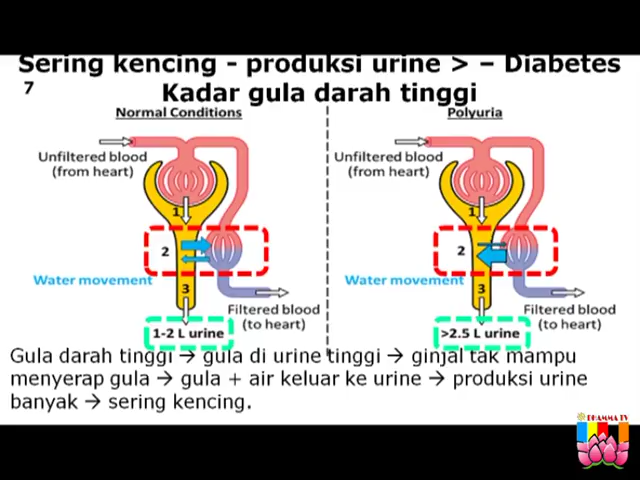 Sering kencing - produksi urine > – Diabetes
7
Kadar gula darah tinggi
Normal Conditions
Unfiltered blood
(from heart)
1
2
Water movement
3
Filtered blood
(to heart)
1-2 L urine
Polyuria
Unfiltered blood
(from heart)
1
2
Water movement
3
Filtered blood
(to heart)
>2.5 L urine
Gula darah tinggi → gula di urine tinggi → ginjal tak mampu
menyerap gula → gula + air keluar ke urine → produksi urine
banyak → sering kencing.
DHAMMA TV